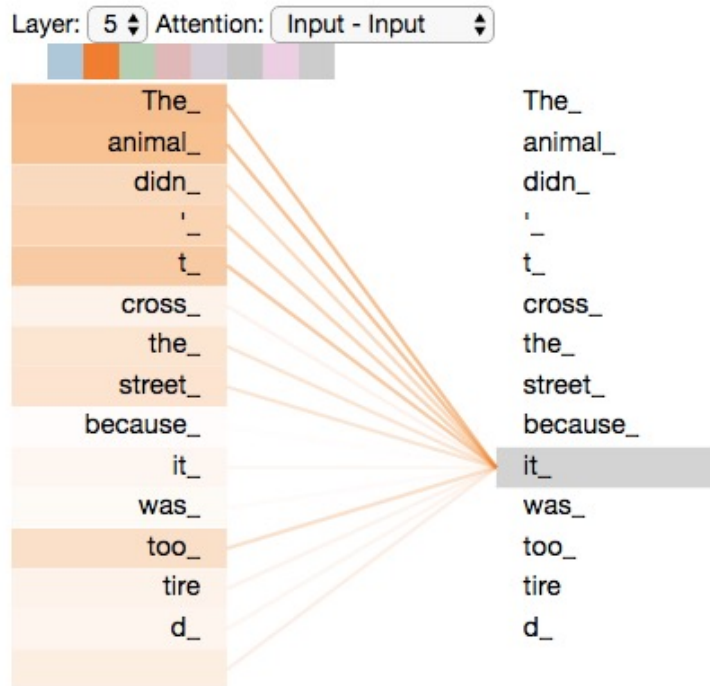 Layer: 5 Attention: Input - Input
The_ The_
animal_ animal_
didn_ didn_
'_ '_
t_ t_
cross_ cross_
the_ the_
street_ street_
because_ because_
it_ it_
was_ was_
too_ too_
tire tire
d_ d_